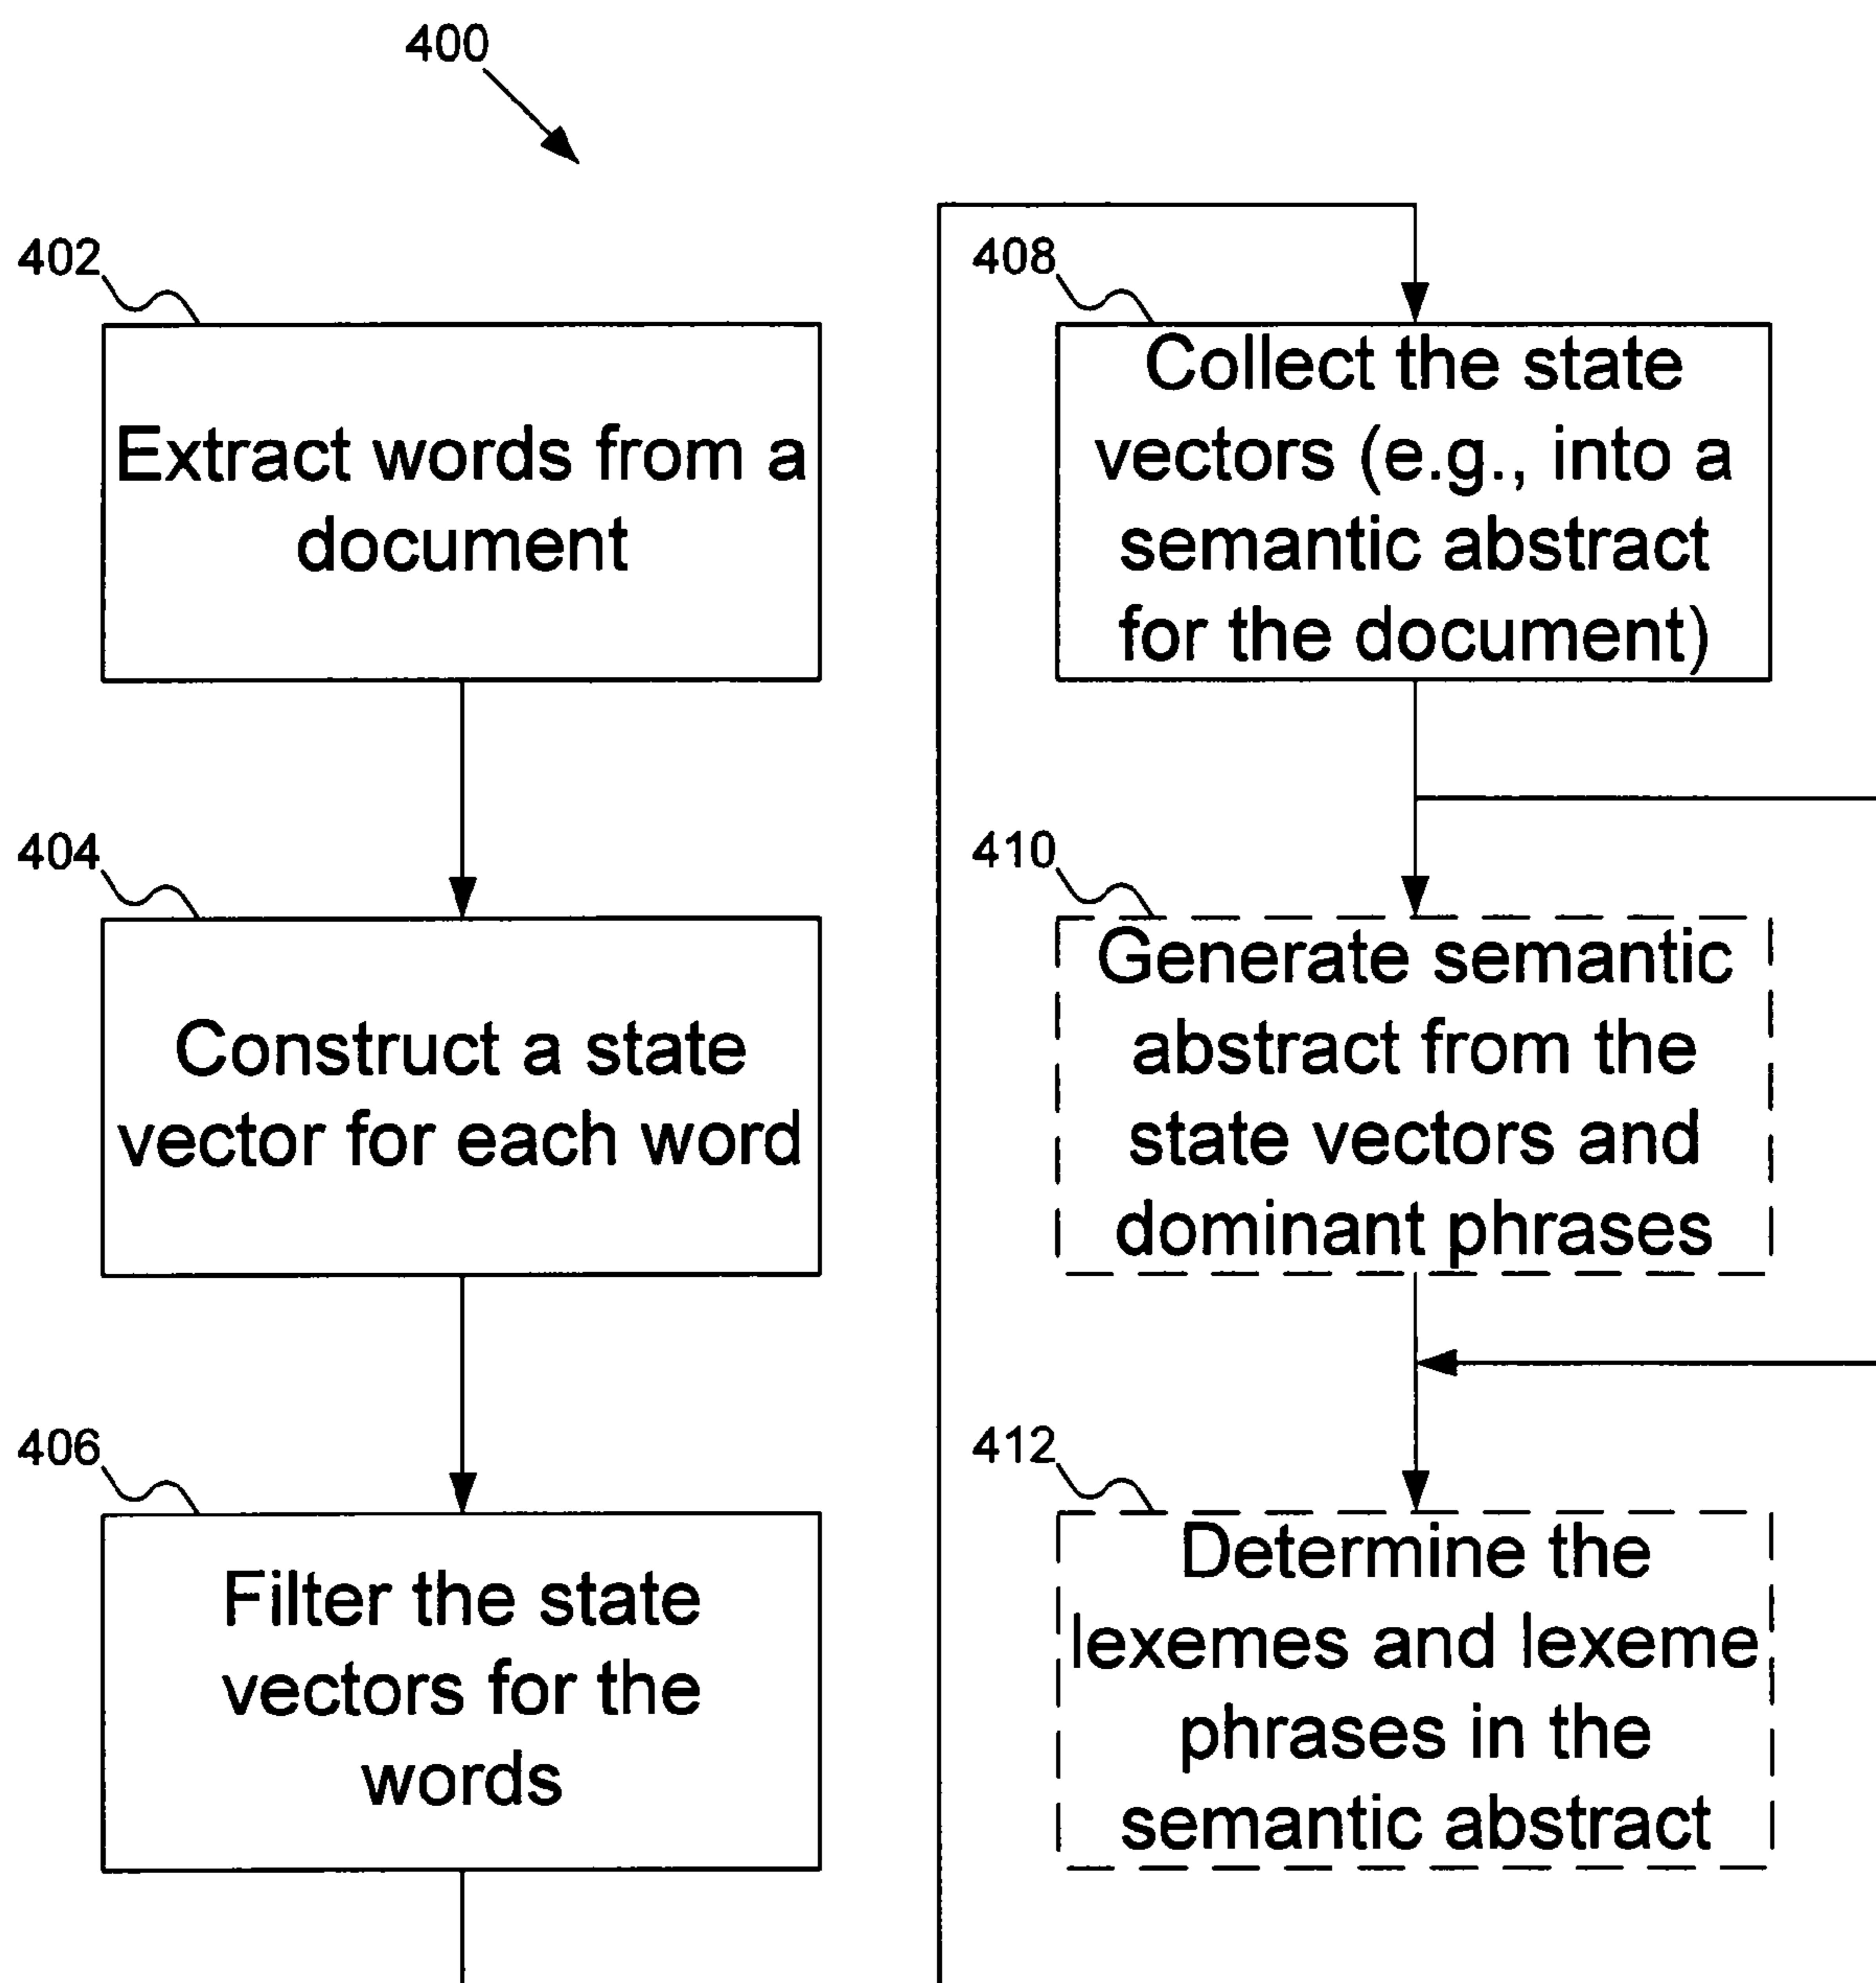 400
402
Extract words from a
document
404
Construct a state
vector for each word
406
Filter the state
vectors for the
words
408
Collect the state
vectors (e.g., into a
semantic abstract
for the document)
410
Generate semantic
abstract from the
state vectors and
dominant phrases
412
Determine the
lexemes and lexeme
phrases in the
semantic abstract